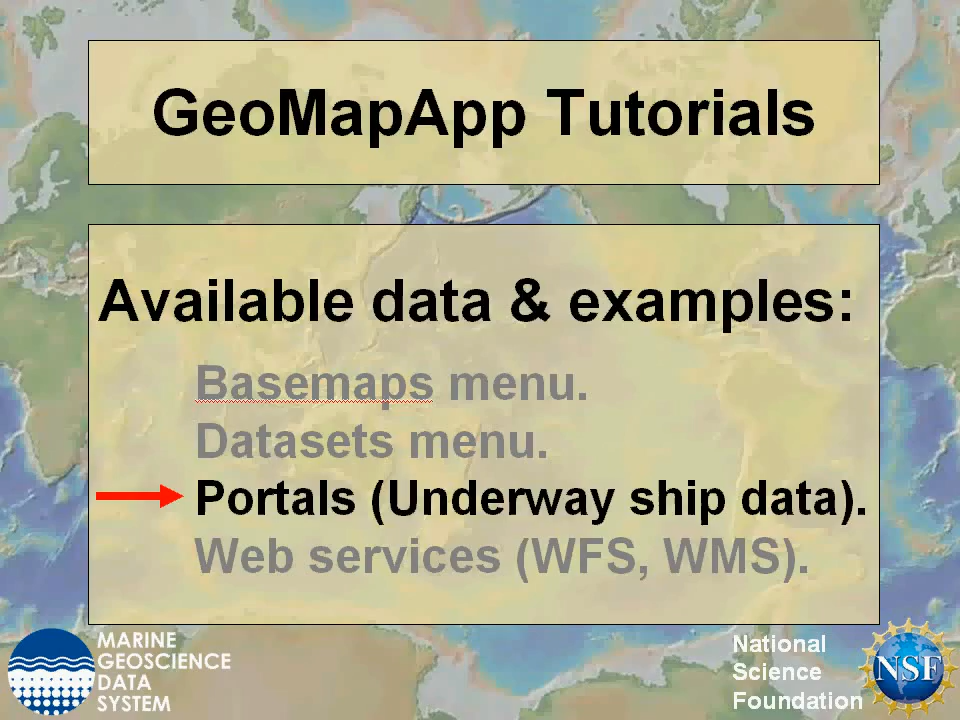 GeoMapApp Tutorials
Available data & examples:
Basemaps menu.
Datasets menu.
Portals (Underway ship data).
Web services (WFS, WMS).
MARINE
GEOSCIENCE
DATA
SYSTEM
National
Science
Foundation
NSF